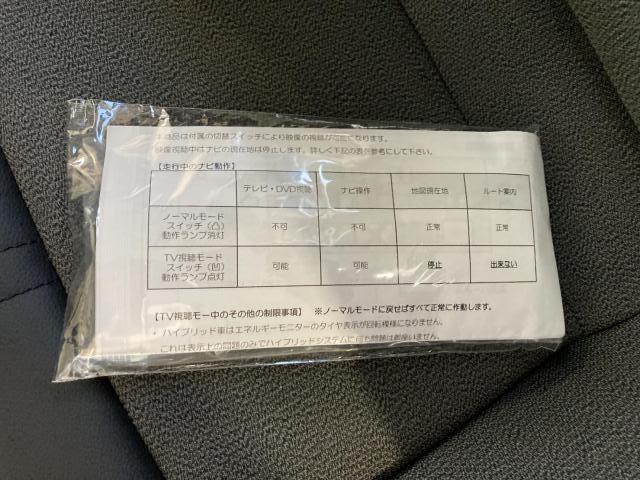 本商品は付属の切替スイッチにより映像の視聴が可能になります。
映像視聴中はナビの現在地は停止します。詳しく下記の表ご参考にして下さい。
【走行中のナビ動作】
テレビ・DVD視聴 ナビ操作 地図現在地 ルート案内
ノーマルモード
スイッチ（凸） 不可 不可 正常 正常
動作ランプ消灯
TV視聴モード
スイッチ（凹） 可能 可能 停止 出来ない
動作ランプ点灯
【TV視聴モー中のその他の制限事項】 ※ノーマルモードに戻せばすべて正常に作動します。
・ハイブリッド車はエネルギーモニターのタイヤ表示が回転模様になりません。
これは表示上の問題のみでハイブリッドシステムに何ら問題は御座いません。